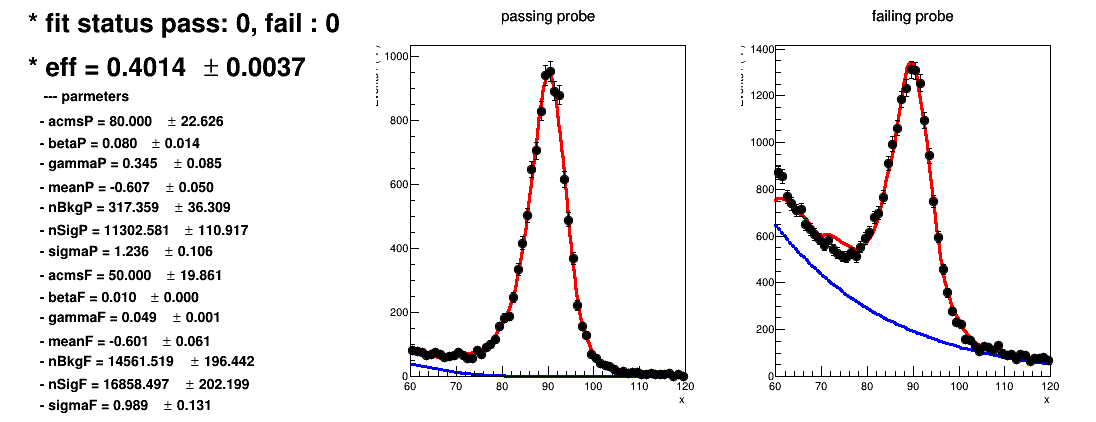 * fit status pass: 0, fail : 0
* eff = 0.4014 ± 0.0037
--- parmeters
- acmsP = 80.000 ± 22.626
- betaP = 0.080 ± 0.014
- gammaP = 0.345 ± 0.085
- meanP = -0.607 ± 0.050
- nBkgP = 317.359 ± 36.309
- nSigP = 11302.581 ± 110.917
- sigmaP = 1.236 ± 0.106
- acmsF = 50.000 ± 19.861
- betaF = 0.010 ± 0.000
- gammaF = 0.049 ± 0.001
- meanF = -0.601 ± 0.061
- nBkgF = 14561.519 ± 196.442
- nSigF = 16858.497 ± 202.199
- sigmaF = 0.989 ± 0.131
passing probe
1000
800
600
400
200
0
60 70 80 90 100 110 120
x
failing probe
1400
1200
1000
800
600
400
200
0
60 70 80 90 100 110 120
x